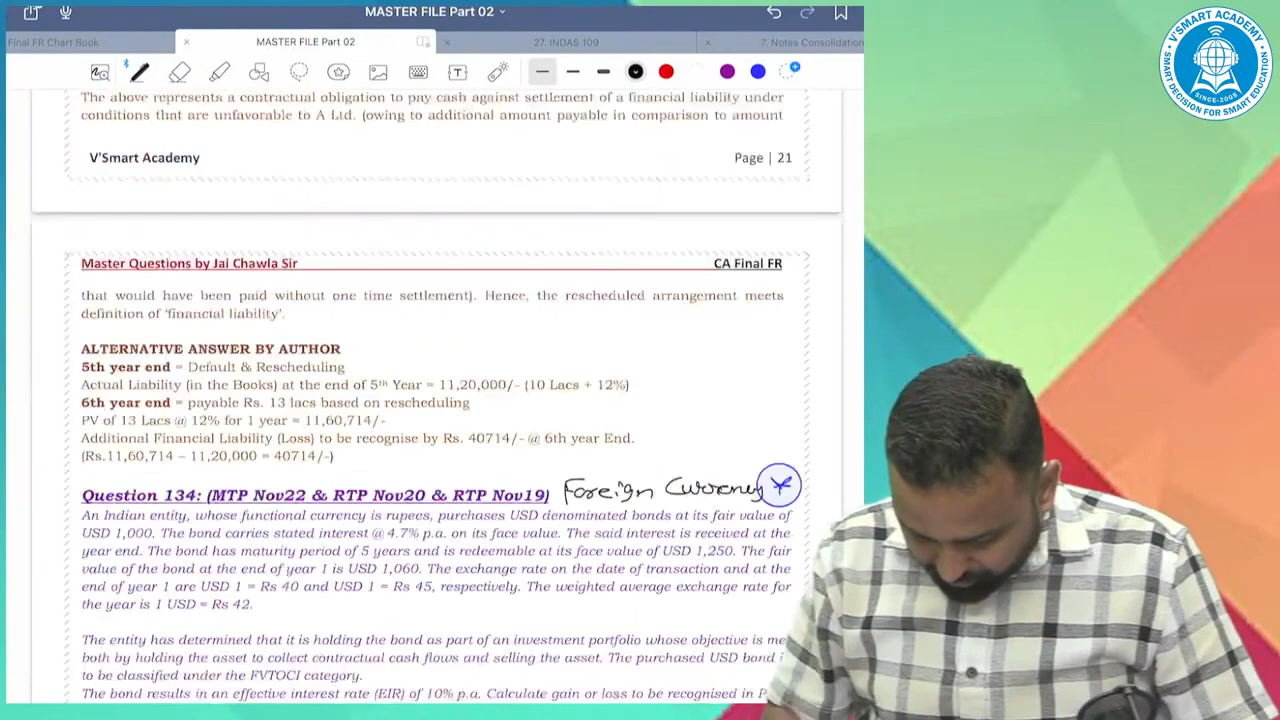 MASTER FILE Part 02
Final FR Chart Book
MASTER FILE Part 02
27. INDAS 109
7. Notes Consolidation
The above represents a contractual obligation to pay cash against settlement of a financial liability under
conditions that are unfavorable to A Ltd. (owing to additional amount payable in comparison to amount
V'Smart Academy
Page | 21
Master Questions by Jai Chawla Sir
CA Final FR
that would have been paid without one time settlement). Hence, the rescheduled arrangement meets
definition of 'financial liability'.
ALTERNATIVE ANSWER BY AUTHOR
5th year end = Default & Rescheduling
Actual Liability (in the Books) at the end of 5th Year = 11,20,000/- (10 Lacs + 12%)
6th year end = payable Rs. 13 lacs based on rescheduling
PV of 13 Lacs @ 12% for 1 year = 11,60,714/-
Additional Financial Liability (Loss) to be recognise by Rs. 40714/- @ 6th year End.
(Rs.11,60,714 – 11,20,000 = 40714/-)
Question 134: (MTP Nov22 & RTP Nov20 & RTP Nov19) Foreign Currency
An Indian entity, whose functional currency is rupees, purchases USD denominated bonds at its fair value of
USD 1,000. The bond carries stated interest @ 4.7% p.a. on its face value. The said interest is received at the
year end. The bond has maturity period of 5 years and is redeemable at its face value of USD 1,250. The fair
value of the bond at the end of year 1 is USD 1,060. The exchange rate on the date of transaction and at the
end of year 1 are USD 1 = Rs 40 and USD 1 = Rs 45, respectively. The weighted average exchange rate for
the year is 1 USD = Rs 42.
The entity has determined that it is holding the bond as part of an investment portfolio whose objective is me
both by holding the asset to collect contractual cash flows and selling the asset. The purchased USD bond i
to be classified under the FVTOCI category.
The bond results in an effective interest rate (EIR) of 10% p.a. Calculate gain or loss to be recognised in P
V'SMART ACADEMY
SINCE-2005
SMART DECISION FOR SMART EDUCATION